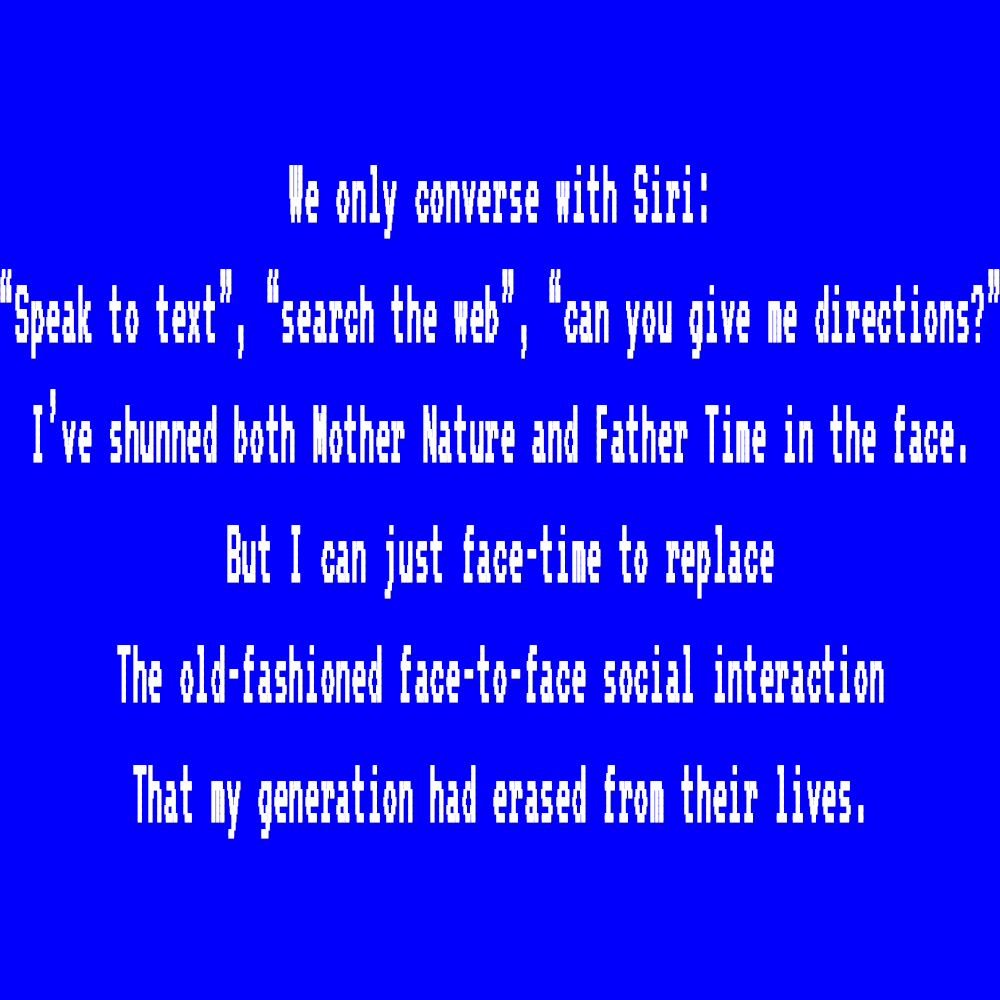 We only converse with Siri:
“Speak to text”, “search the web”, “can you give me directions?”
I’ve shunned both Mother Nature and Father Time in the face.
But I can just face-time to replace
The old-fashioned face-to-face social interaction
That my generation had erased from their lives.